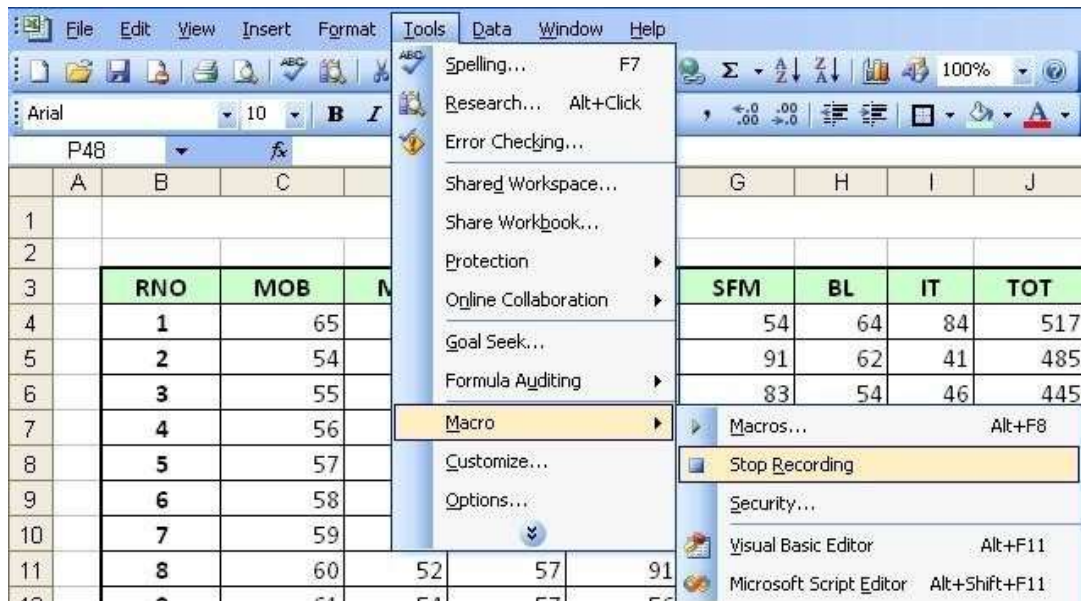 File Edit View Insert Format Tools Data Window Help
100%
Arial 10 B I
P48 fx
Spelling... F7
Research... Alt+Click
Error Checking...
Shared Workspace...
Share Workbook...
Protection
Online Collaboration
Goal Seek...
Formula Auditing
Macro
Customize...
Options...
Macros... Alt+F8
Stop Recording
Security...
Visual Basic Editor Alt+F11
Microsoft Script Editor Alt+Shift+F11
A B C G H I J
1
2
3 RNO MOB SFM BL IT TOT
4 1 65 54 64 84 517
5 2 54 91 62 41 485
6 3 55 83 54 46 445
7 4 56
8 5 57
9 6 58
10 7 59
11 8 60 52 57 91